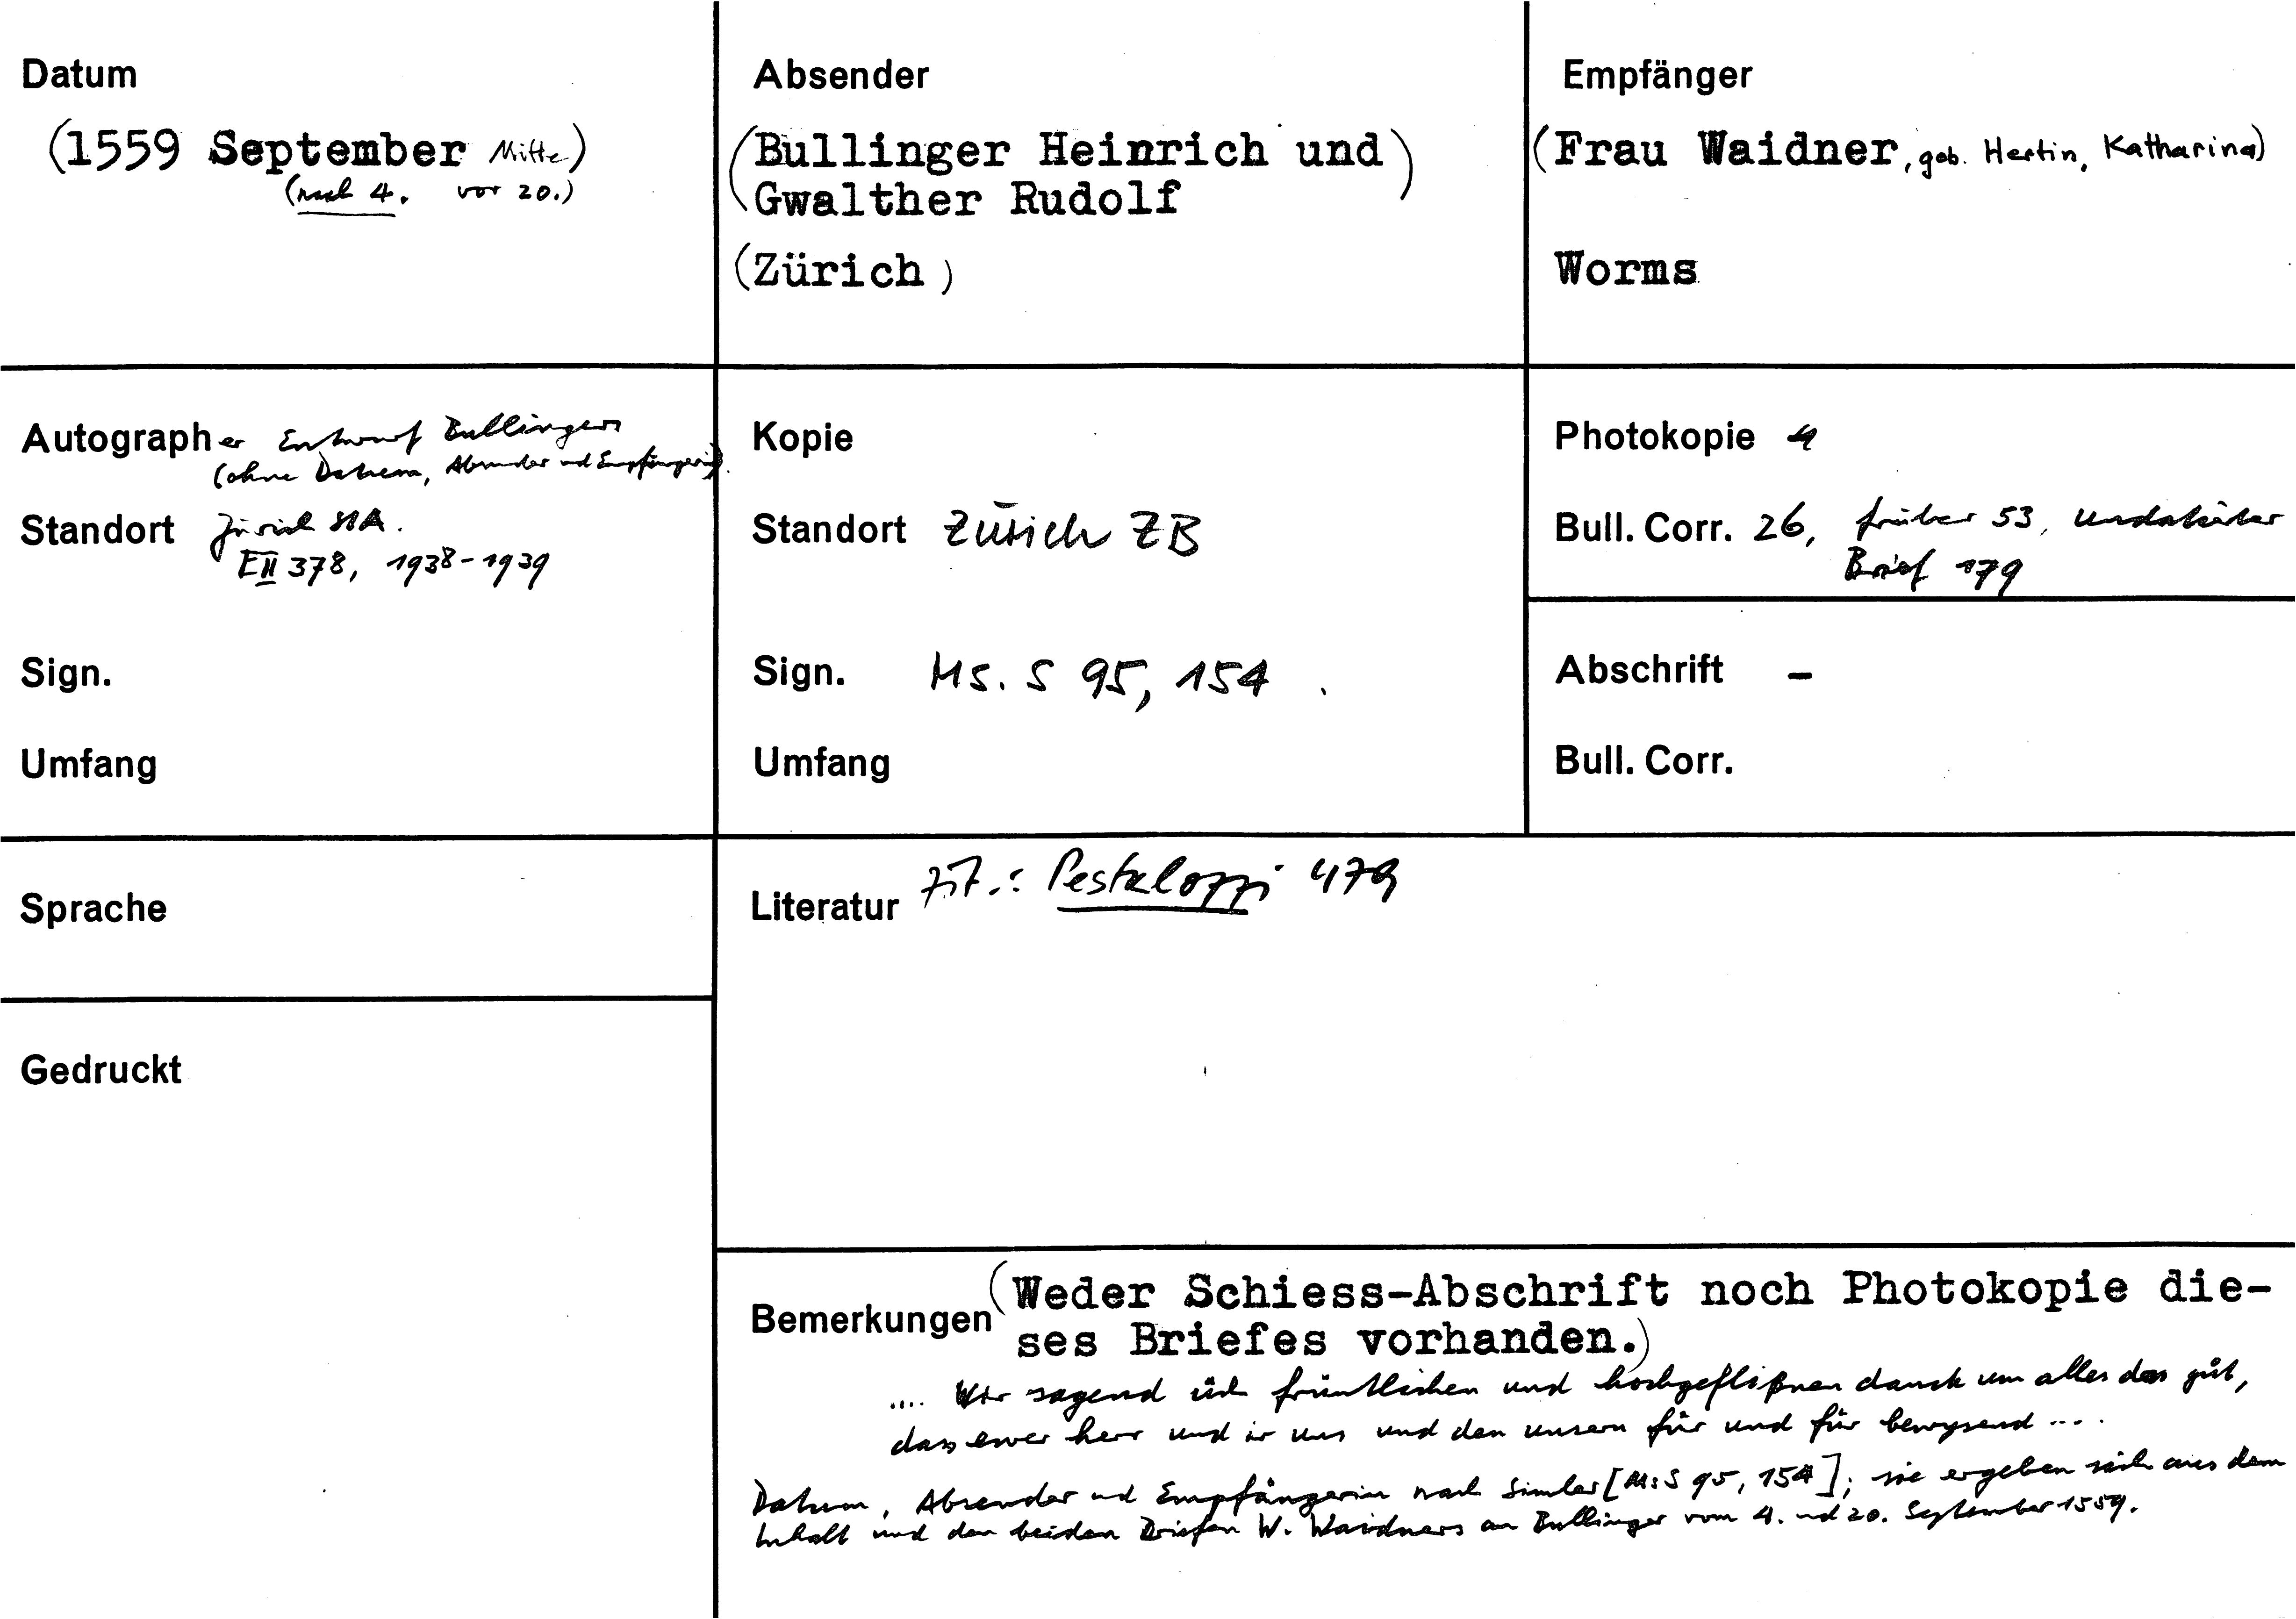 Datum
(1559 September Mitte)
(nach 4. vor 20.)
Absender
(Bullinger Heinrich und
Gwalther Rudolf)
(Zürich)
Empfänger
(Frau Waidner, geb. Hertin, Katharina)
Worms
Autographer Entwurf Bullingers
(ohne Datum, Absender und Empfängerin).
Standort Zürich StA.
E II 378, 1938-1939
Sign.
Umfang
Kopie
Standort Zürich ZB
Sign. Ms. S 95, 154.
Umfang
Photokopie
Bull. Corr. 26, früher 53, undatierter
Brief 179
Abschrift -
Bull. Corr.
Sprache
Gedruckt
Literatur zit.: Pestalozzi 479
Bemerkungen (Weder Schiess-Abschrift noch Photokopie die-
ses Briefes vorhanden.)
.... Wir sagend üch früntlichen und hochgeflißnen danck um alles das gůt,
das ewer herr und ir uns und den unsern für und für bewysend ....
Datum, Absender und Empfängerin nach Simler [Ms S 95, 154]; sie ergeben sich aus dem
Inhalt und den beiden Briefen W. Waidners an Bullinger vom 4. und 20. September 1559.